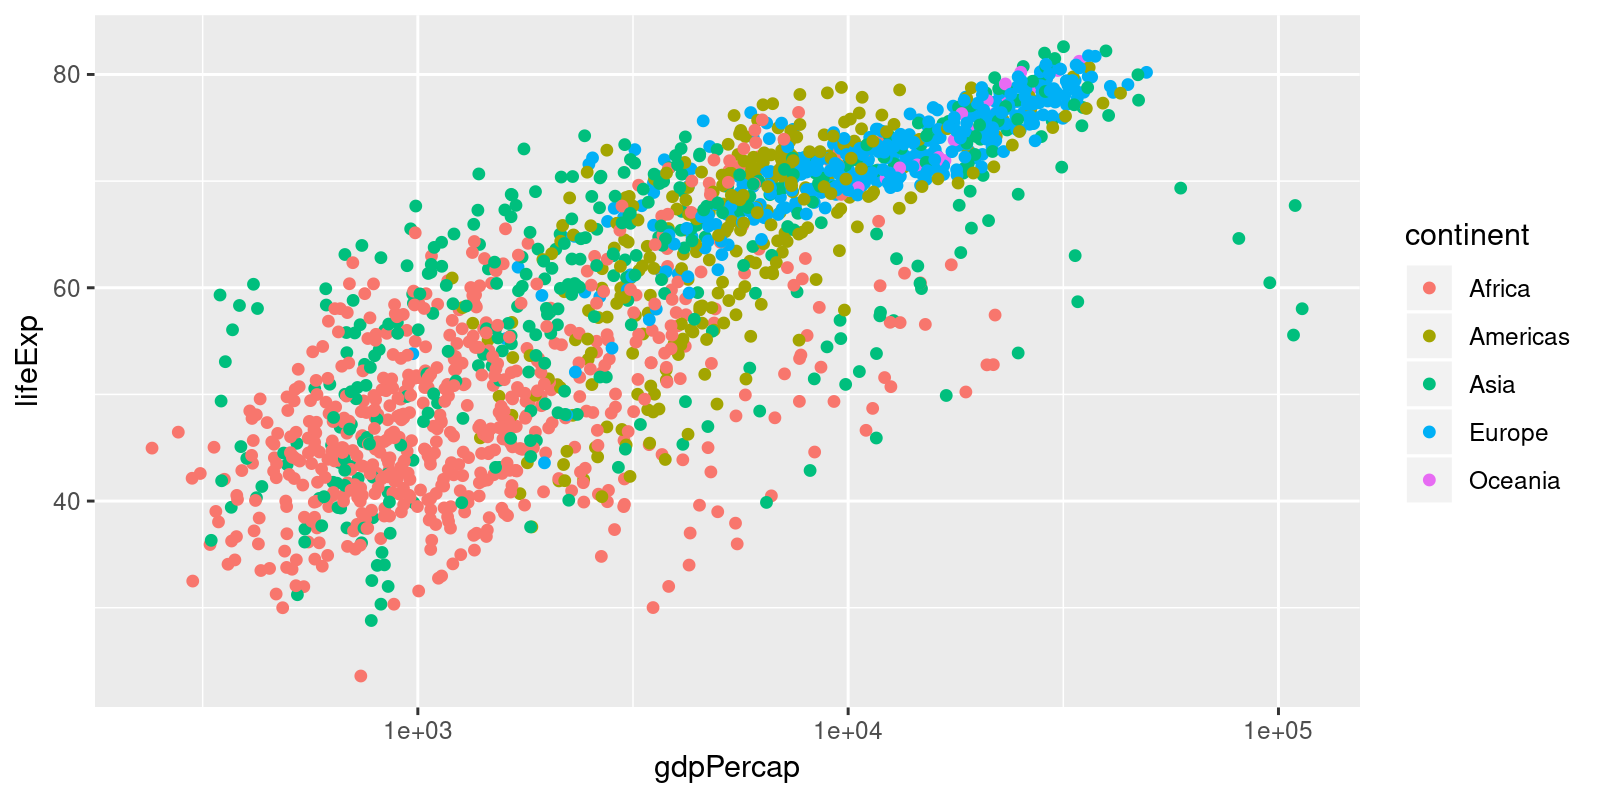 lifeExp
80
60
40
1e+03
1e+04
1e+05
gdpPercap
continent
Africa
Americas
Asia
Europe
Oceania